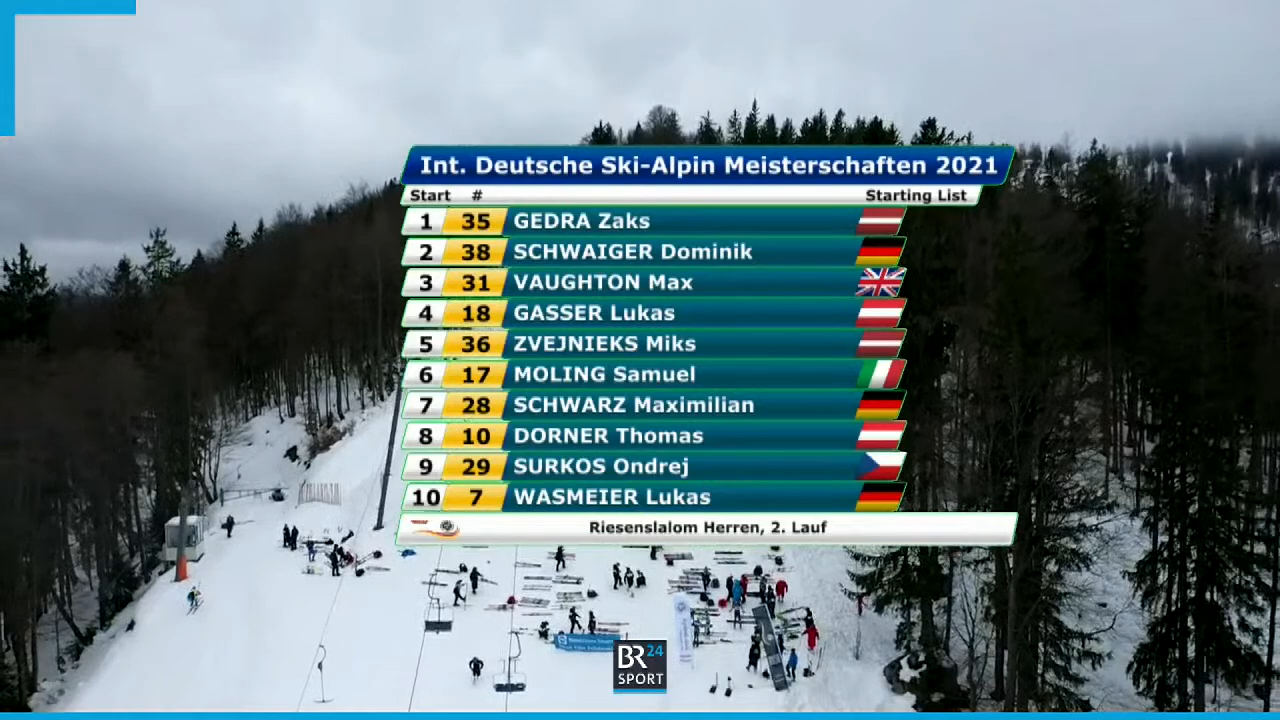 Int. Deutsche Ski-Alpin Meisterschaften 2021
Start # Starting List
1 35 GEDRA Zaks
2 38 SCHWAIGER Dominik
3 31 VAUGHTON Max
4 18 GASSER Lukas
5 36 ZVEJNIEKS Miks
6 17 MOLING Samuel
7 28 SCHWARZ Maximilian
8 10 DORNER Thomas
9 29 SURKOS Ondrej
10 7 WASMEIER Lukas
Riesenslalom Herren, 2. Lauf
BR24
SPORT